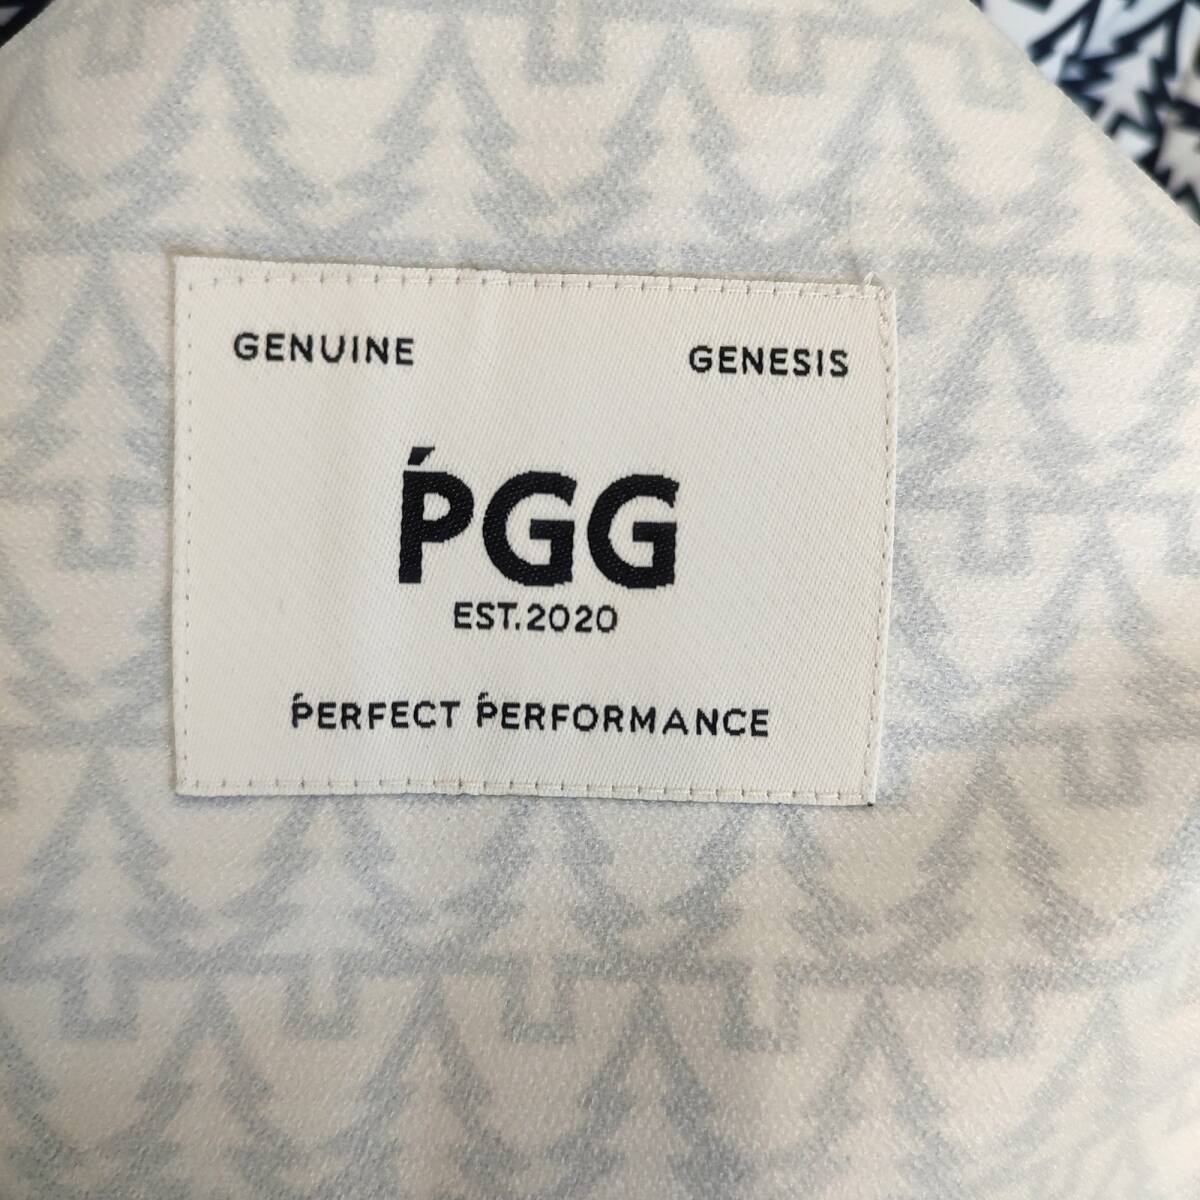 GENUINE GENESIS
ṔGG
EST.2020
ṔERFECT ṔERFORMANCE